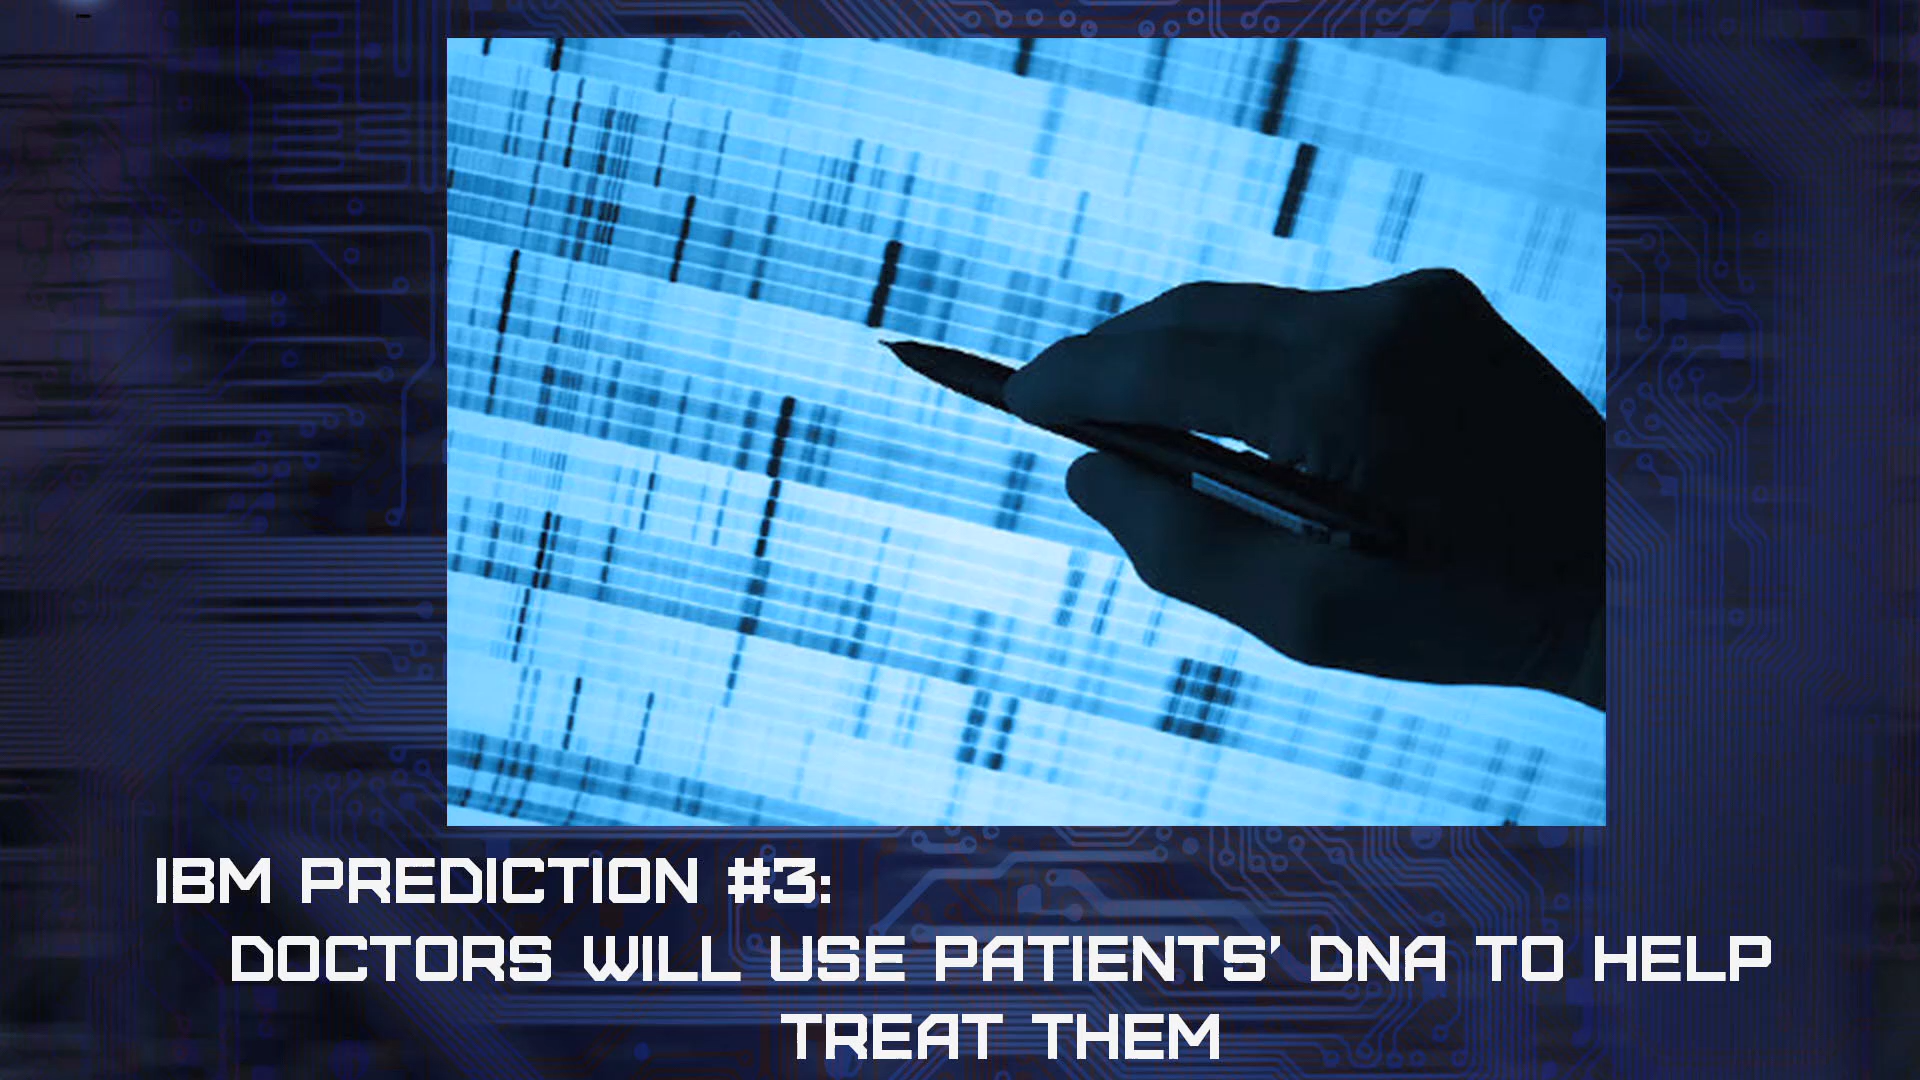 IBM PREDICTION #3:
DOCTORS WILL USE PATIENTS' DNA TO HELP
TREAT THEM